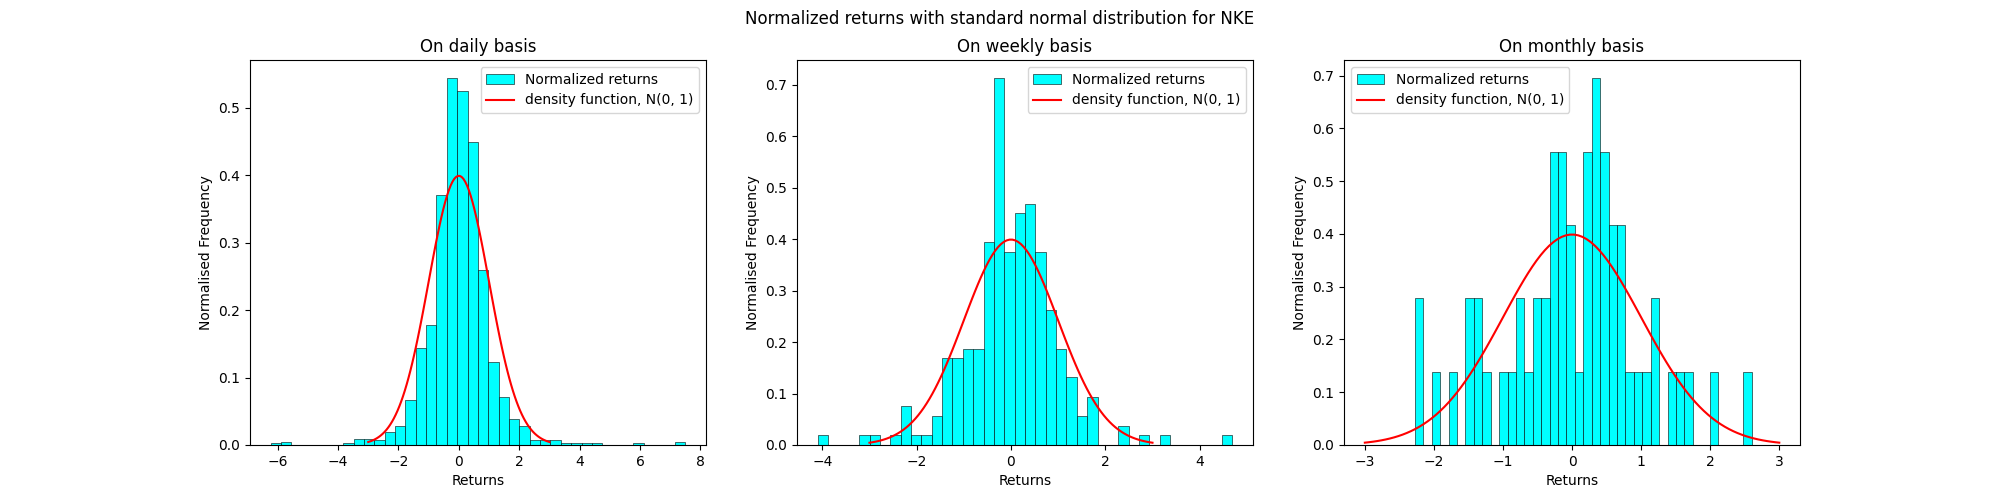 Normalized returns with standard normal distribution for NKE
On daily basis
Normalized returns
density function, N(0, 1)
Normalised Frequency
0.5
0.4
0.3
0.2
0.1
0.0
−6 −4 −2 0 2 4 6 8
Returns
On weekly basis
Normalized returns
density function, N(0, 1)
Normalised Frequency
0.7
0.6
0.5
0.4
0.3
0.2
0.1
0.0
−4 −2 0 2 4
Returns
On monthly basis
Normalized returns
density function, N(0, 1)
Normalised Frequency
0.7
0.6
0.5
0.4
0.3
0.2
0.1
0.0
−3 −2 −1 0 1 2 3
Returns